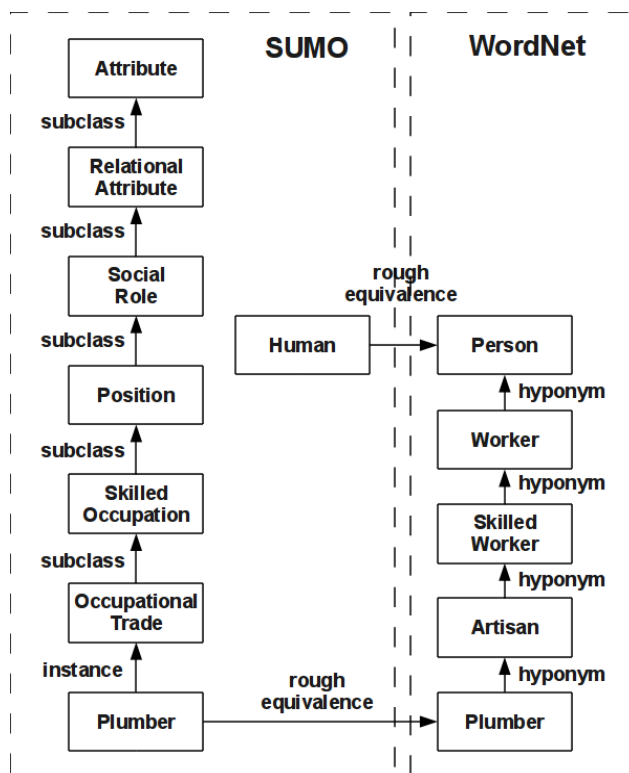 SUMO
WordNet
Attribute
subclass
Relational
Attribute
subclass
Social
Role
rough
equivalence
subclass
Human
Person
hyponym
Position
Worker
subclass
hyponym
Skilled
Occupation
Skilled
Worker
subclass
hyponym
Occupational
Trade
Artisan
instance
hyponym
rough
equivalence
Plumber
Plumber